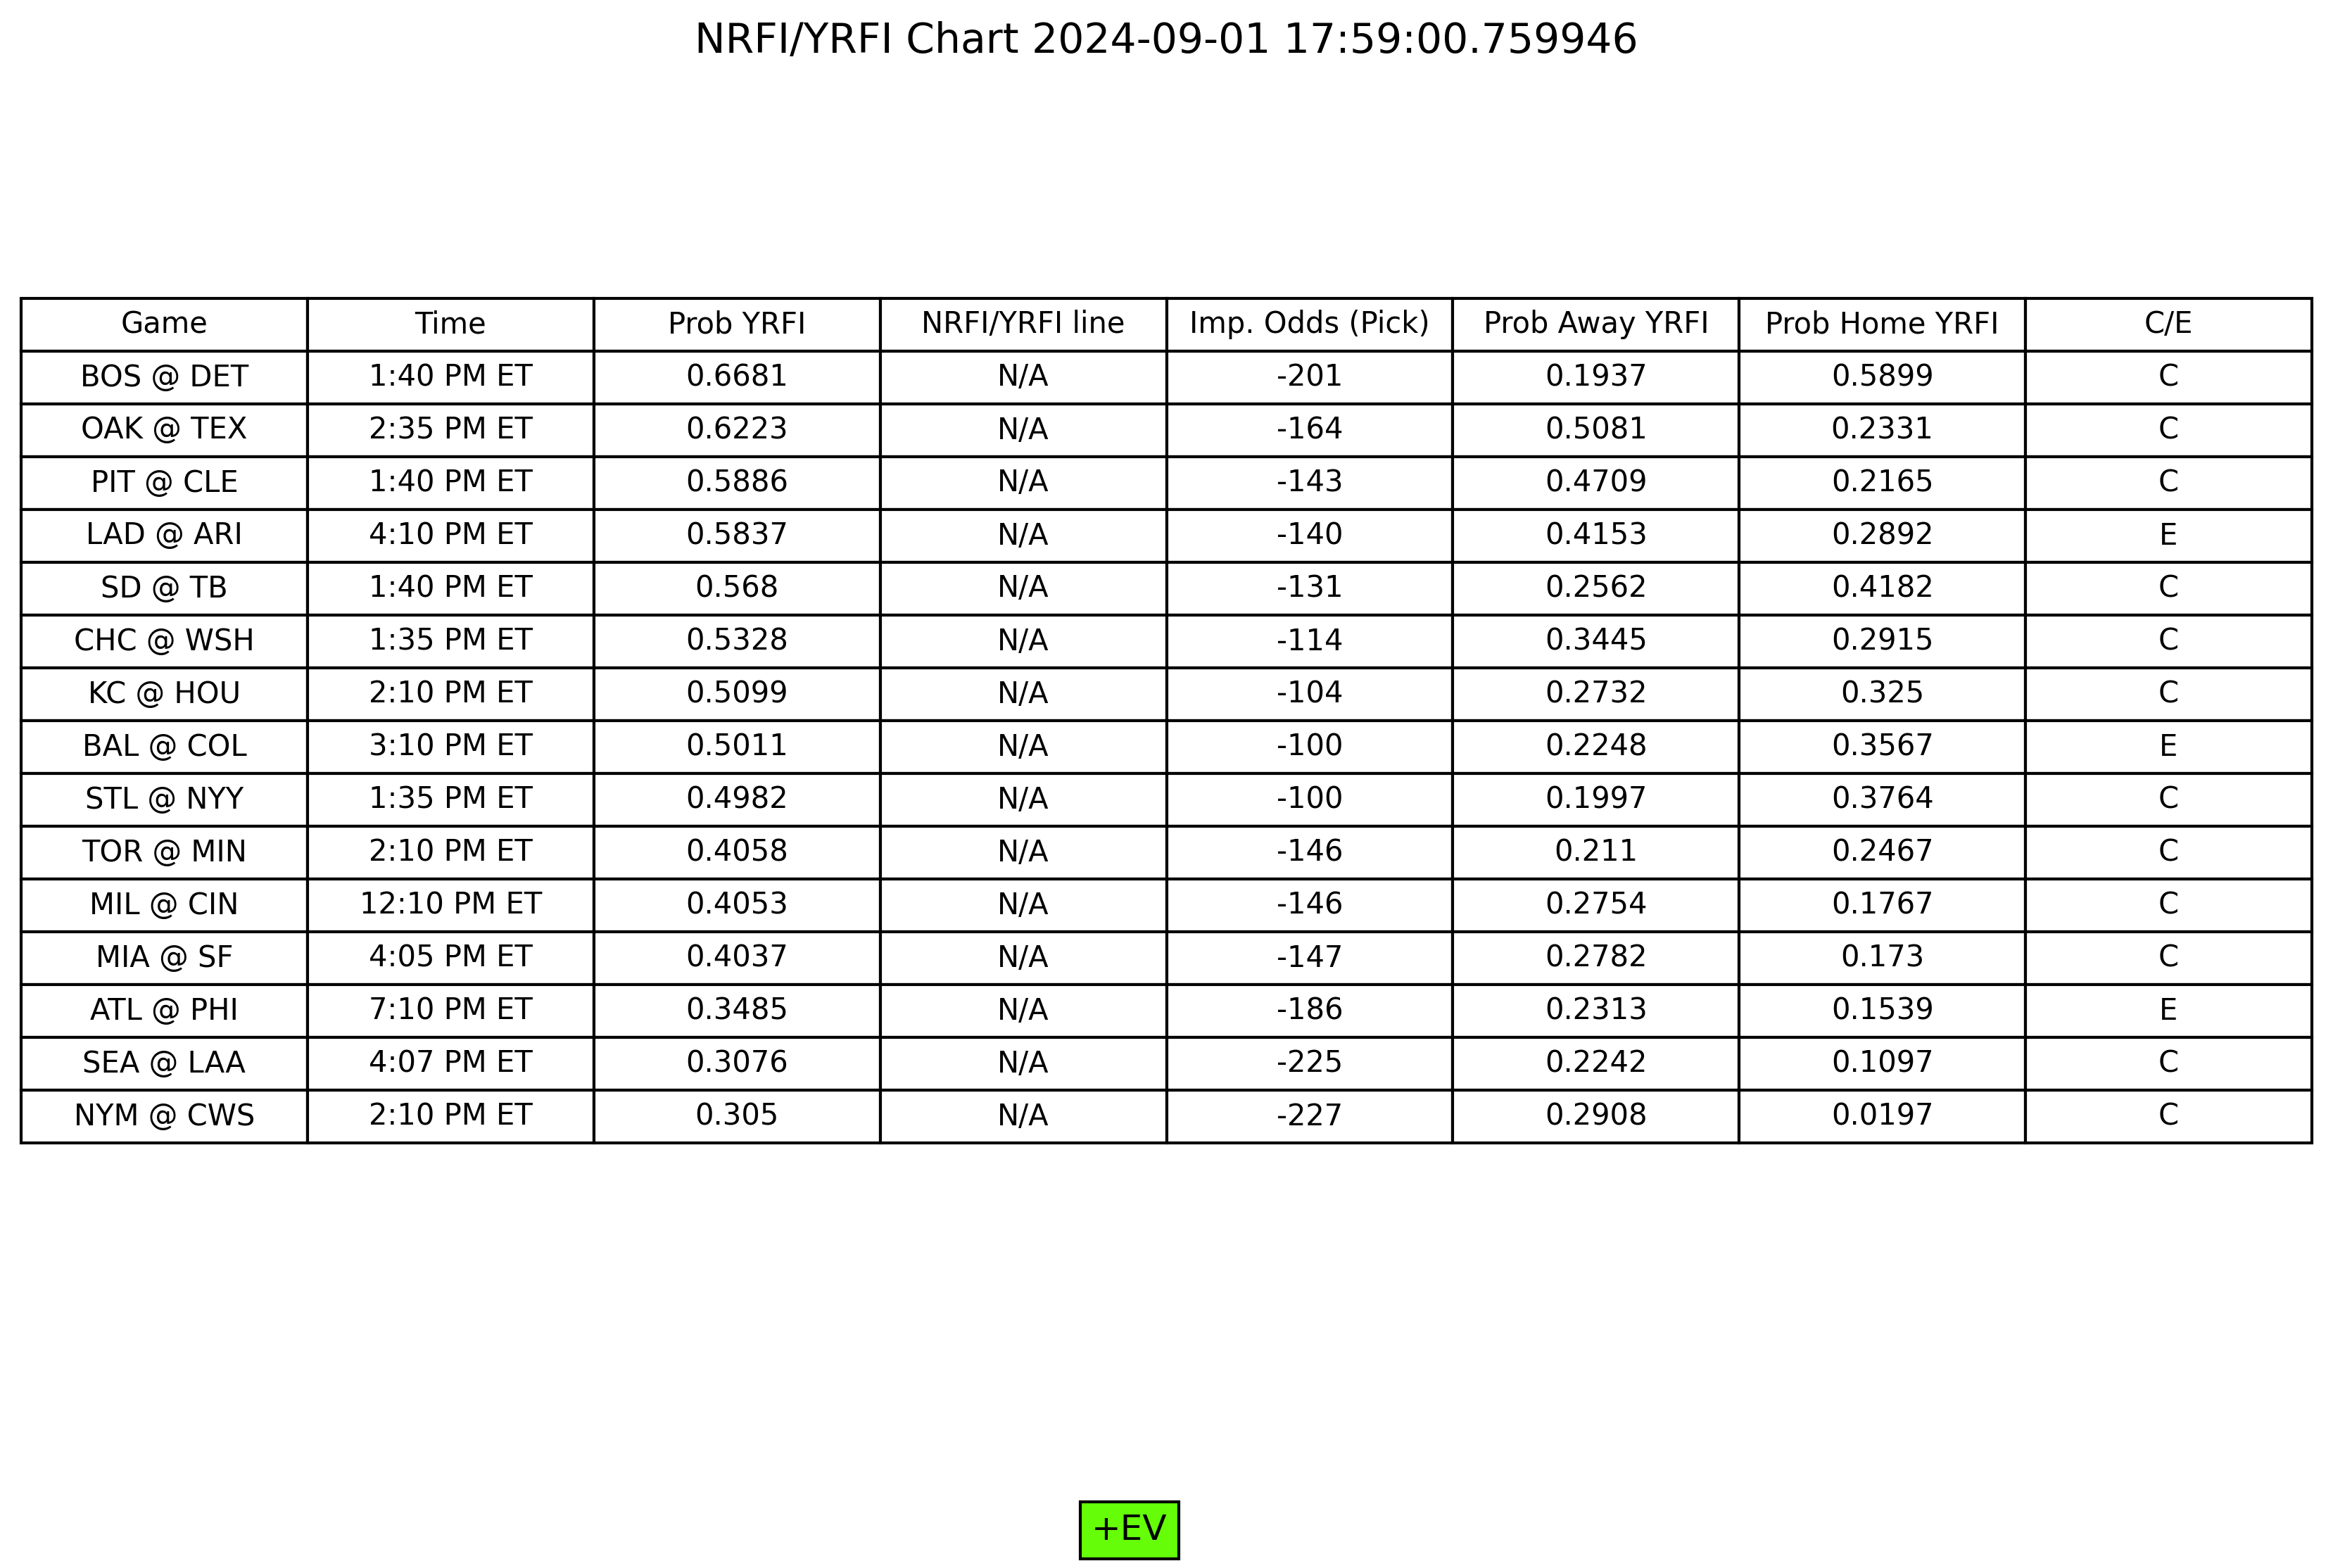 NRFI/YRFI Chart 2024-09-01 17:59:00.759946
Game Time Prob YRFI NRFI/YRFI line Imp. Odds (Pick) Prob Away YRFI Prob Home YRFI C/E
BOS @ DET 1:40 PM ET 0.6681 N/A -201 0.1937 0.5899 C
OAK @ TEX 2:35 PM ET 0.6223 N/A -164 0.5081 0.2331 C
PIT @ CLE 1:40 PM ET 0.5886 N/A -143 0.4709 0.2165 C
LAD @ ARI 4:10 PM ET 0.5837 N/A -140 0.4153 0.2892 E
SD @ TB 1:40 PM ET 0.568 N/A -131 0.2562 0.4182 C
CHC @ WSH 1:35 PM ET 0.5328 N/A -114 0.3445 0.2915 C
KC @ HOU 2:10 PM ET 0.5099 N/A -104 0.2732 0.325 C
BAL @ COL 3:10 PM ET 0.5011 N/A -100 0.2248 0.3567 E
STL @ NYY 1:35 PM ET 0.4982 N/A -100 0.1997 0.3764 C
TOR @ MIN 2:10 PM ET 0.4058 N/A -146 0.211 0.2467 C
MIL @ CIN 12:10 PM ET 0.4053 N/A -146 0.2754 0.1767 C
MIA @ SF 4:05 PM ET 0.4037 N/A -147 0.2782 0.173 C
ATL @ PHI 7:10 PM ET 0.3485 N/A -186 0.2313 0.1539 E
SEA @ LAA 4:07 PM ET 0.3076 N/A -225 0.2242 0.1097 C
NYM @ CWS 2:10 PM ET 0.305 N/A -227 0.2908 0.0197 C
+EV